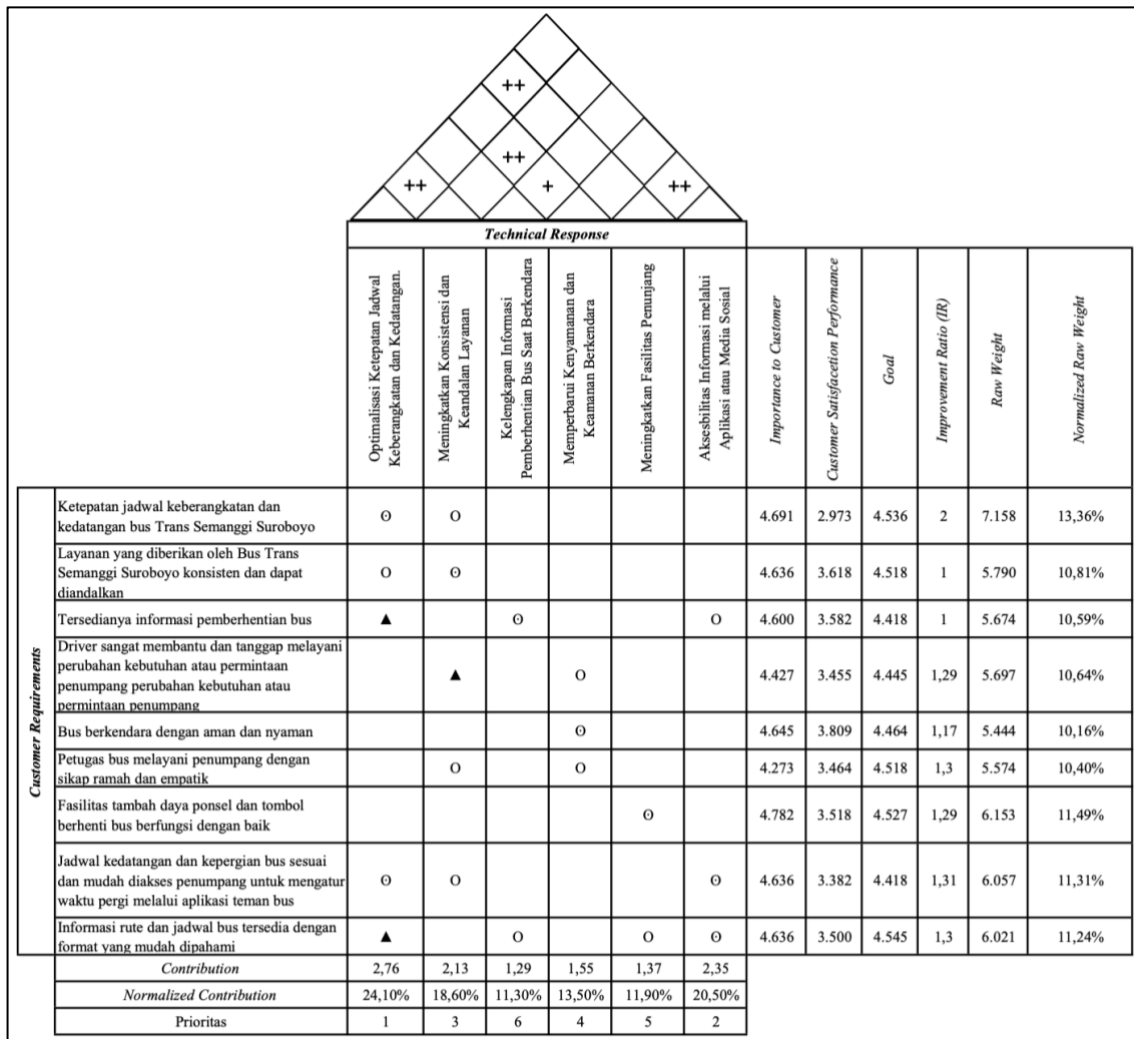 ++
++
++ + ++
Technical Response
Optimalisasi Ketepatan Jadwal
Keberangkatan dan Kedatangan.
Meningkatkan Konsistensi dan
Keandalan Layanan
Kelengkapan Informasi
Pemberhentian Bus Saat Berkendara
Memperbarui Kenyamanan dan
Keamanan Berkendara
Meningkatkan Fasilitas Penunjang
Aksesbilitas Informasi melalui
Aplikasi atau Media Sosial
Importance to Customer
Customer Satisfacetion Performance
Goal
Improvement Ratio (IR)
Raw Weight
Normalized Raw Weight
Customer Requirements
Ketepatan jadwal keberangkatan dan
kedatangan bus Trans Semanggi Suroboyo
ʘ O 4.691 2.973 4.536 2 7.158 13,36%
Layanan yang diberikan oleh Bus Trans
Semanggi Suroboyo konsisten dan dapat
diandalkan
O ʘ 4.636 3.618 4.518 1 5.790 10,81%
Tersedianya informasi pemberhentian bus ▲ ʘ O 4.600 3.582 4.418 1 5.674 10,59%
Driver sangat membantu dan tanggap melayani
perubahan kebutuhan atau permintaan
penumpang perubahan kebutuhan atau
permintaan penumpang
▲ O 4.427 3.455 4.445 1,29 5.697 10,64%
Bus berkendara dengan aman dan nyaman ʘ 4.645 3.809 4.464 1,17 5.444 10,16%
Petugas bus melayani penumpang dengan
sikap ramah dan empatik
O O 4.273 3.464 4.518 1,3 5.574 10,40%
Fasilitas tambah daya ponsel dan tombol
berhenti bus berfungsi dengan baik
ʘ 4.782 3.518 4.527 1,29 6.153 11,49%
Jadwal kedatangan dan kepergian bus sesuai
dan mudah diakses penumpang untuk mengatur
waktu pergi melalui aplikasi teman bus
ʘ O ʘ 4.636 3.382 4.418 1,31 6.057 11,31%
Informasi rute dan jadwal bus tersedia dengan
format yang mudah dipahami
▲ O O ʘ 4.636 3.500 4.545 1,3 6.021 11,24%
Contribution 2,76 2,13 1,29 1,55 1,37 2,35
Normalized Contribution 24,10% 18,60% 11,30% 13,50% 11,90% 20,50%
Prioritas 1 3 6 4 5 2